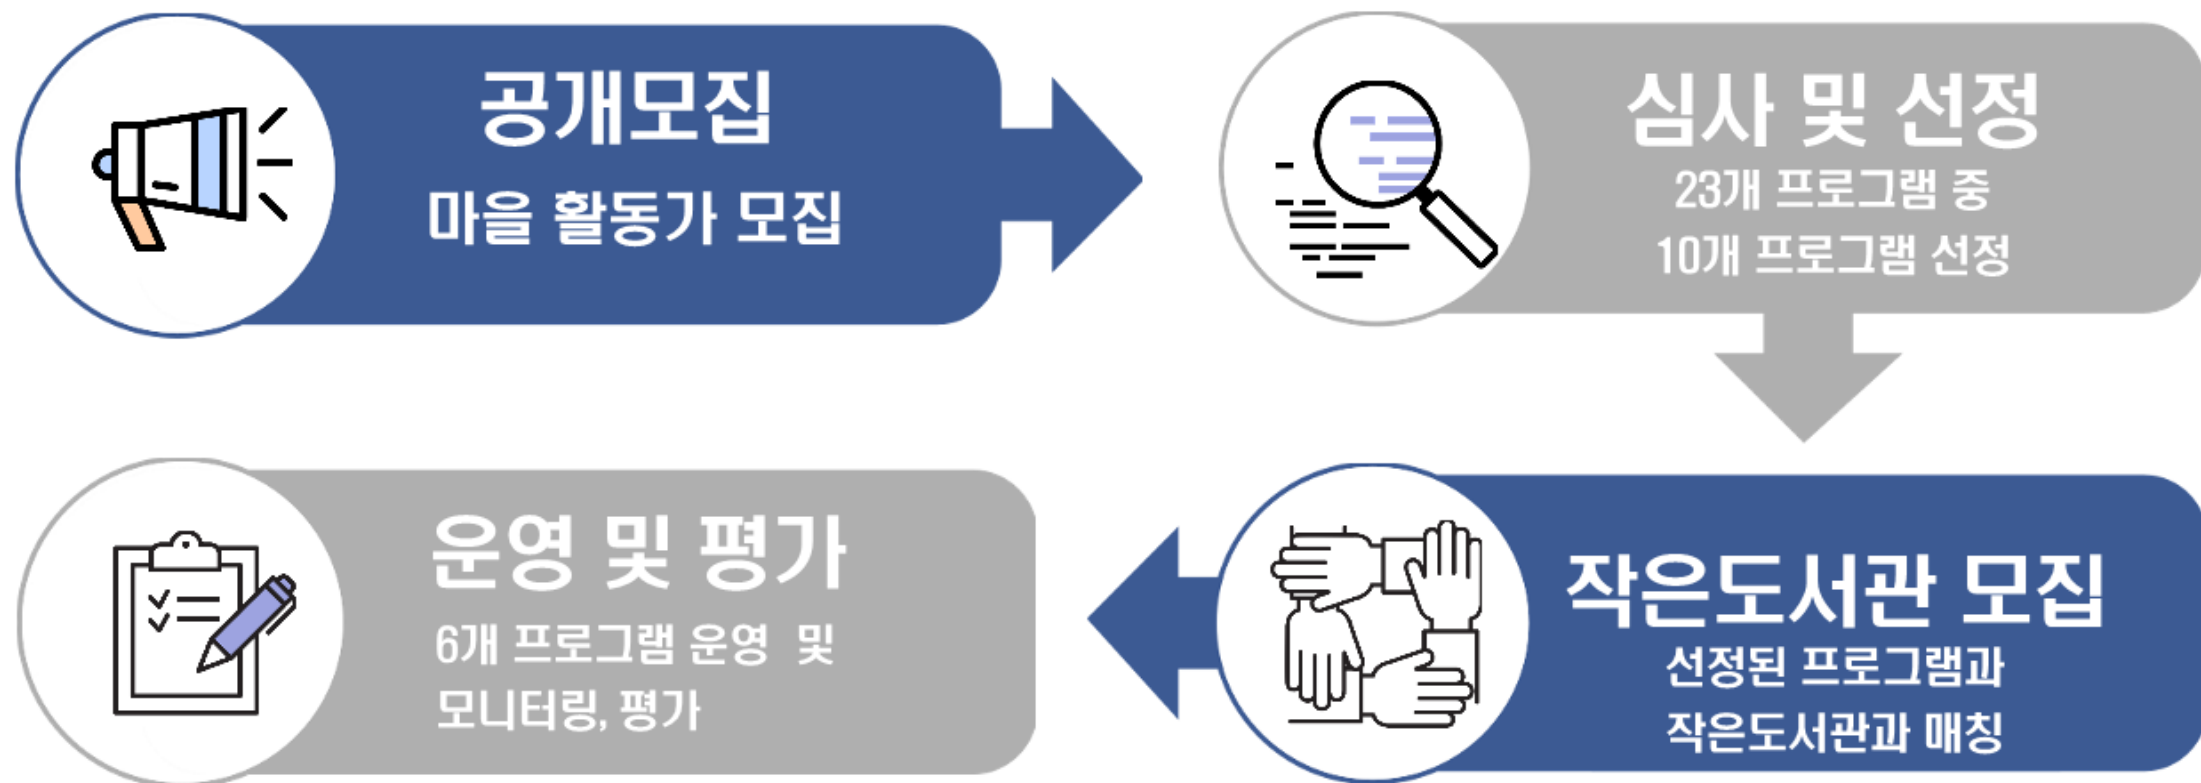 공개모집
마을 활동가 모집
심사 및 선정
23개 프로그램 중
10개 프로그램 선정
작은도서관 모집
선정된 프로그램과
작은도서관과 매칭
운영 및 평가
6개 프로그램 운영 및
모니터링, 평가